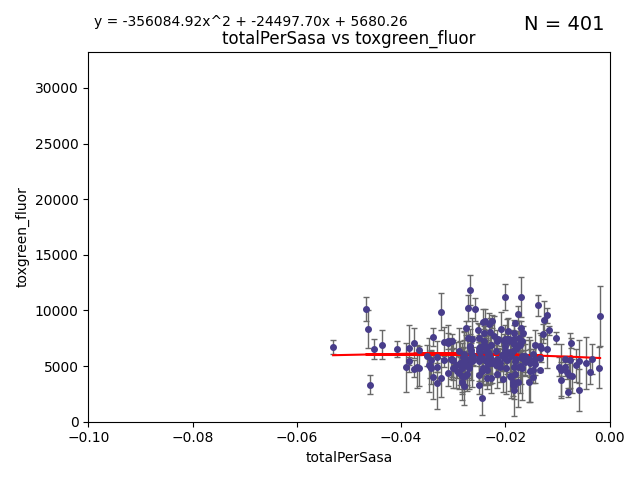 y = -356084.92x^2 + -24497.70x + 5680.26
N = 401
totalPerSasa vs toxgreen_fluor
30000
25000
20000
15000
10000
5000
0
toxgreen_fluor
−0.10
−0.08
−0.06
−0.04
−0.02
0.00
totalPerSasa